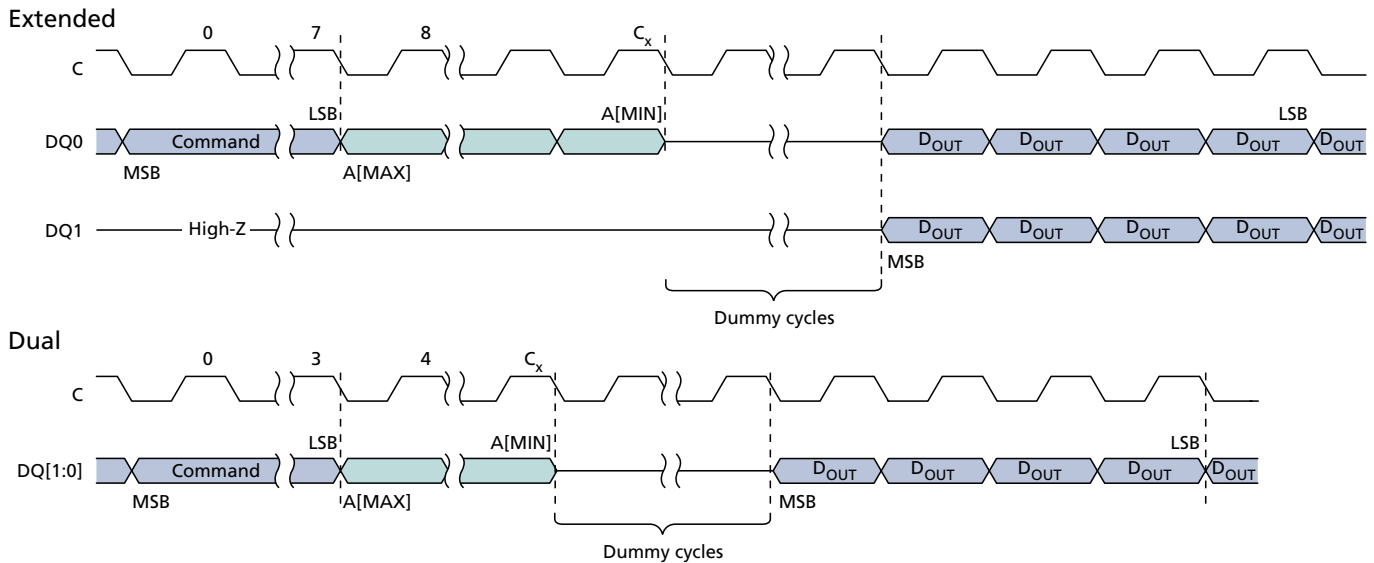 Extended
0 7 8 Cx
C
LSB A[MIN] LSB
DQ0 Command DOUT DOUT DOUT DOUT DOUT
MSB A[MAX]
DQ1 High-Z DOUT DOUT DOUT DOUT DOUT
MSB
Dummy cycles
Dual
0 3 4 Cx
C
LSB A[MIN] LSB
DQ[1:0] Command DOUT DOUT DOUT DOUT DOUT
MSB A[MAX] MSB
Dummy cycles